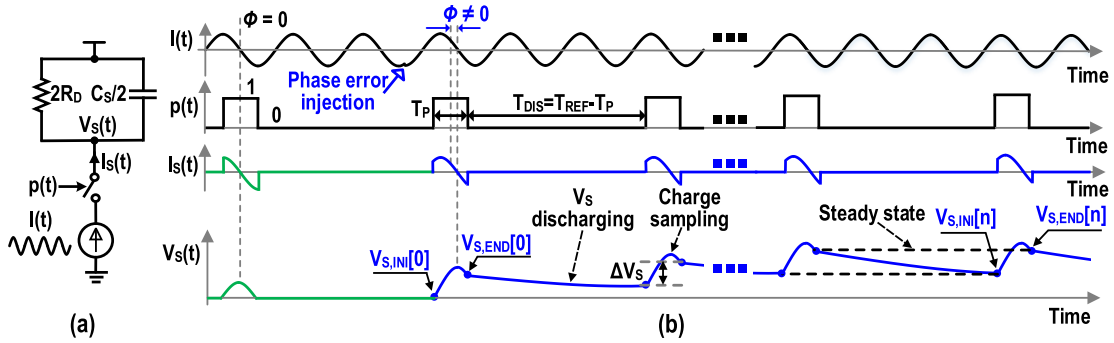 Φ = 0
Φ ≠ 0
I(t)
Time
Phase error
injection
2R_D
C_S/2
V_S(t)
I_S(t)
p(t)
I(t)
p(t)
1
0
T_P
T_DIS=T_REF-T_P
Time
I_S(t)
Time
V_S
discharging
Charge
sampling
Steady state
V_S,INI[n]
V_S,END[n]
V_S(t)
V_S,INI[0]
V_S,END[0]
ΔV_S
Time
(a)
(b)